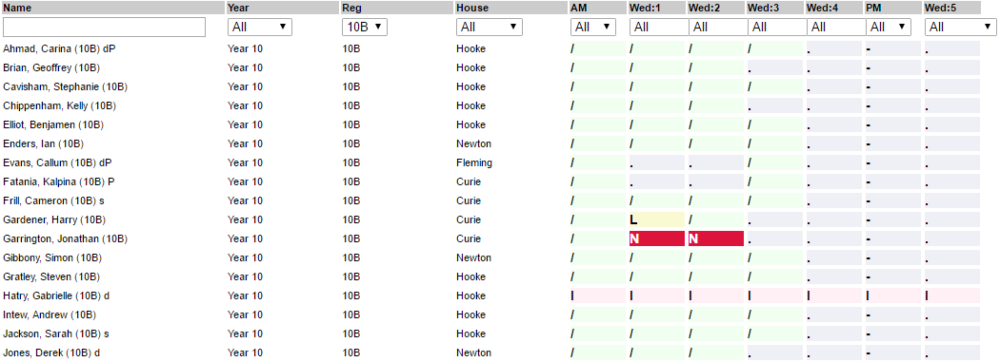 Name Year Reg House AM Wed:1 Wed:2 Wed:3 Wed:4 PM Wed:5
All 10B All All All All All All All All
Ahmad, Carina (10B) dP Year 10 10B Hooke / / / / . - .
Brian, Geoffrey (10B) Year 10 10B Hooke / / / . . - .
Cavisham, Stephanie (10B) Year 10 10B Hooke / / / / . - .
Chippenham, Kelly (10B) Year 10 10B Hooke / / / . . - .
Elliot, Benjamen (10B) Year 10 10B Hooke / / / / . - .
Enders, Ian (10B) Year 10 10B Newton / / / / . - .
Evans, Callum (10B) dP Year 10 10B Fleming / . . / . - .
Fatania, Kalpina (10B) P Year 10 10B Curie / . . / . - .
Frill, Cameron (10B) s Year 10 10B Curie / / / / . - .
Gardener, Harry (10B) Year 10 10B Curie / L / . . - .
Garrington, Jonathan (10B) Year 10 10B Curie / N N . . - .
Gibbony, Simon (10B) Year 10 10B Newton / / / / . - .
Gratley, Steven (10B) Year 10 10B Hooke / / / / . - .
Hatry, Gabrielle (10B) d Year 10 10B Hooke I I I I I I I
Intew, Andrew (10B) Year 10 10B Hooke / / / / . - .
Jackson, Sarah (10B) s Year 10 10B Hooke / / / / . - .
Jones, Derek (10B) d Year 10 10B Newton / / / . . - .